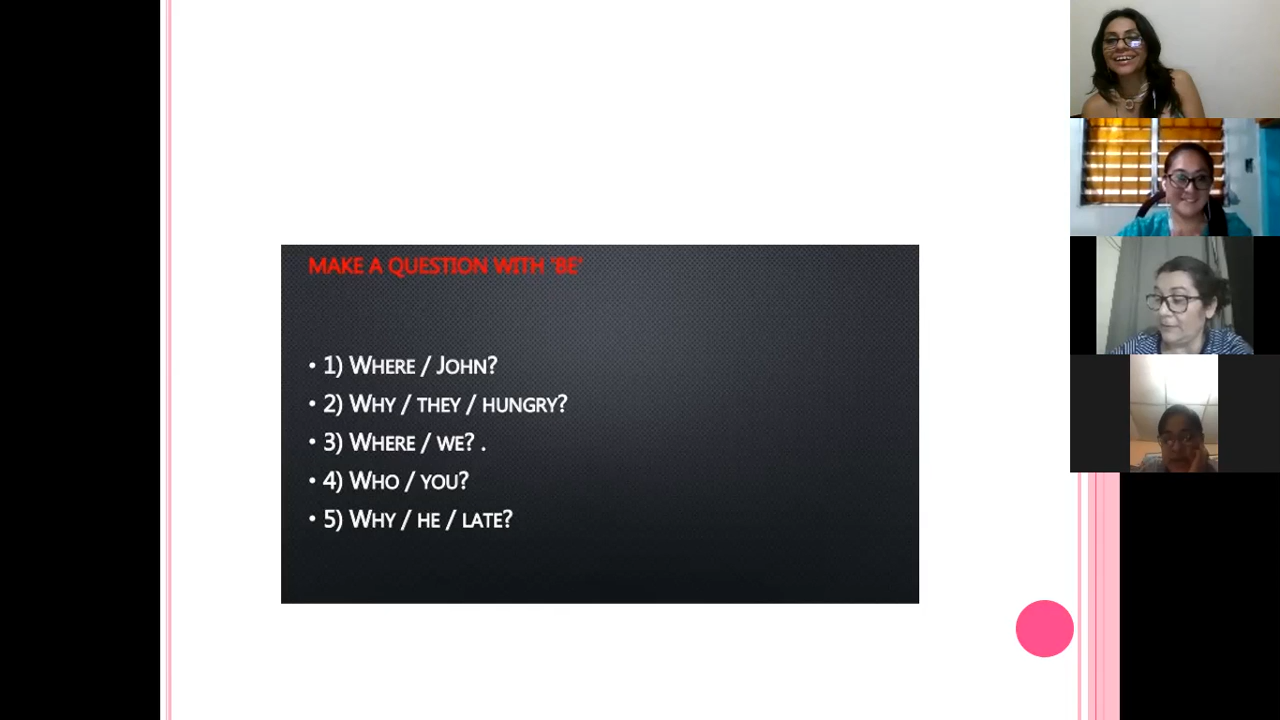 MAKE A QUESTION WITH 'BE'
• 1) WHERE / JOHN?
• 2) WHY / THEY / HUNGRY?
• 3) WHERE / WE? .
• 4) WHO / YOU?
• 5) WHY / HE / LATE?